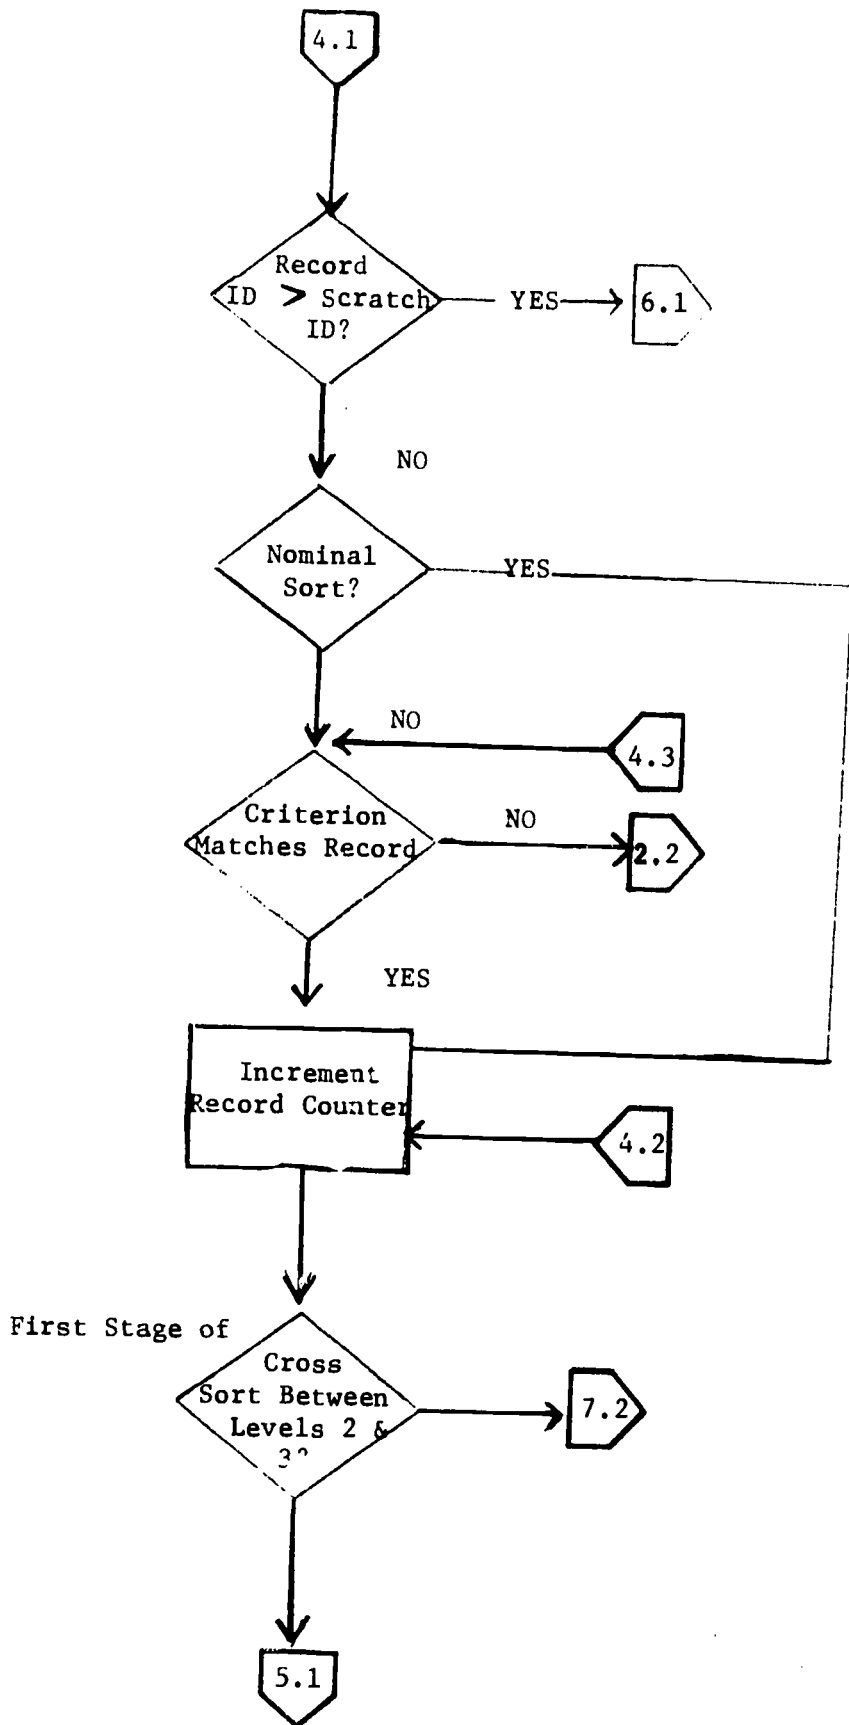 4.1
Record
ID > Scratch
ID?
YES
6.1
NO
Nominal
Sort?
YES
NO
4.3
Criterion
Matches Record
NO
2.2
YES
Increment
Record Counter
4.2
First Stage of
Cross
Sort Between
Levels 2 &
3?
7.2
5.1